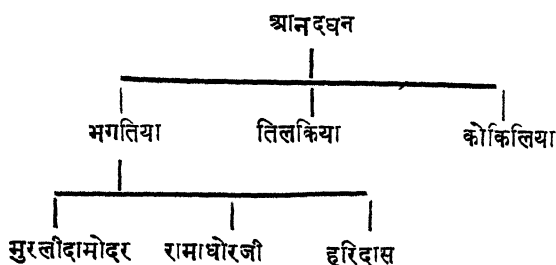 आनदघन
भगतिया तिलकिया कोकिलिया
मुरलीदामोदर रामाधोरजी हरिदास